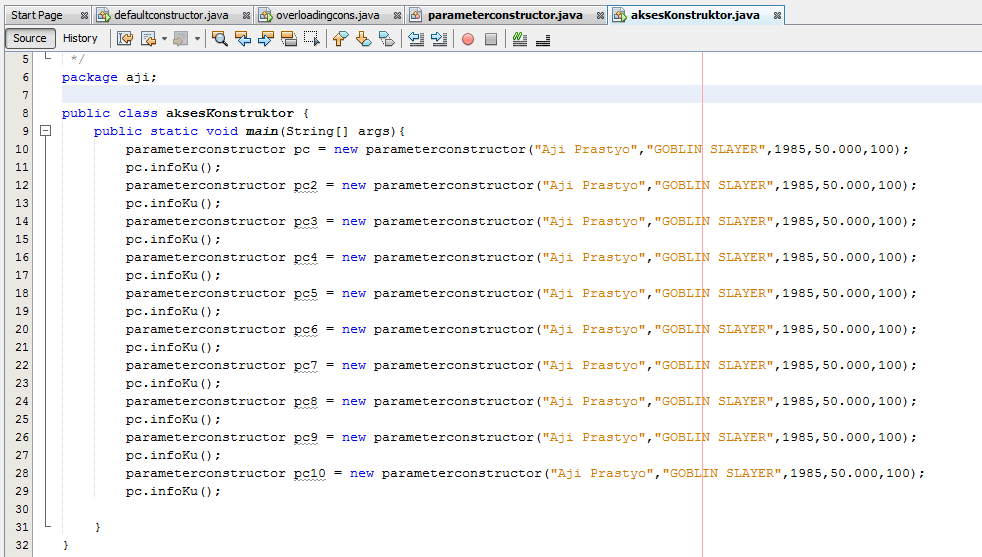 Start Page defaultconstructor.java overloadingcons.java parameterconstructor.java aksesKonstruktor.java
Source History
5 */
6 package aji;
7
8 public class aksesKonstruktor {
9 public static void main(String[] args){
10 parameterconstructor pc = new parameterconstructor("Aji Prastyo","GOBLIN SLAYER",1985,50.000,100);
11 pc.infoKu();
12 parameterconstructor pc2 = new parameterconstructor("Aji Prastyo","GOBLIN SLAYER",1985,50.000,100);
13 pc.infoKu();
14 parameterconstructor pc3 = new parameterconstructor("Aji Prastyo","GOBLIN SLAYER",1985,50.000,100);
15 pc.infoKu();
16 parameterconstructor pc4 = new parameterconstructor("Aji Prastyo","GOBLIN SLAYER",1985,50.000,100);
17 pc.infoKu();
18 parameterconstructor pc5 = new parameterconstructor("Aji Prastyo","GOBLIN SLAYER",1985,50.000,100);
19 pc.infoKu();
20 parameterconstructor pc6 = new parameterconstructor("Aji Prastyo","GOBLIN SLAYER",1985,50.000,100);
21 pc.infoKu();
22 parameterconstructor pc7 = new parameterconstructor("Aji Prastyo","GOBLIN SLAYER",1985,50.000,100);
23 pc.infoKu();
24 parameterconstructor pc8 = new parameterconstructor("Aji Prastyo","GOBLIN SLAYER",1985,50.000,100);
25 pc.infoKu();
26 parameterconstructor pc9 = new parameterconstructor("Aji Prastyo","GOBLIN SLAYER",1985,50.000,100);
27 pc.infoKu();
28 parameterconstructor pc10 = new parameterconstructor("Aji Prastyo","GOBLIN SLAYER",1985,50.000,100);
29 pc.infoKu();
30
31 }
32 }